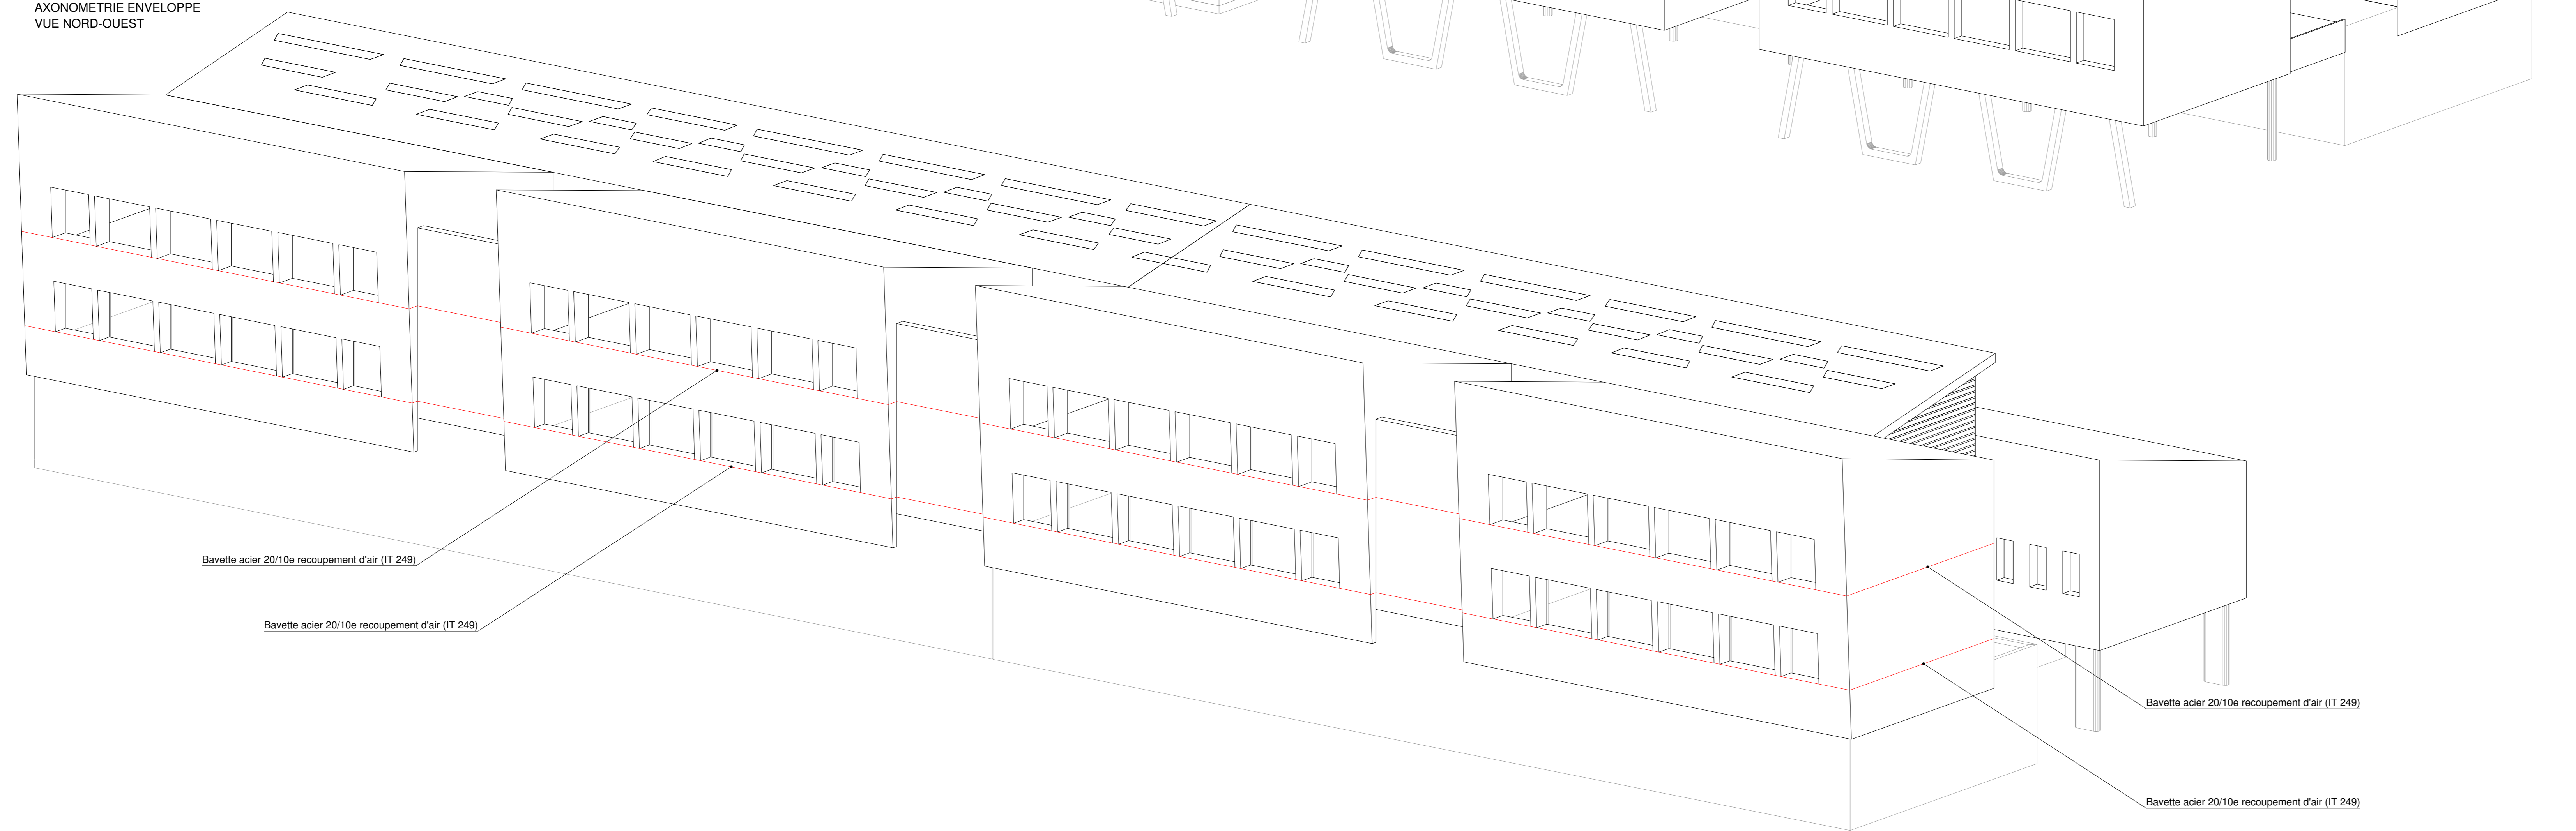 AXONOMETRIE ENVELOPPE
VUE NORD-OUEST
Bavette acier 20/10e recoupement d'air (IT 249)
Bavette acier 20/10e recoupement d'air (IT 249)
Bavette acier 20/10e recoupement d'air (IT 249)
Bavette acier 20/10e recoupement d'air (IT 249)